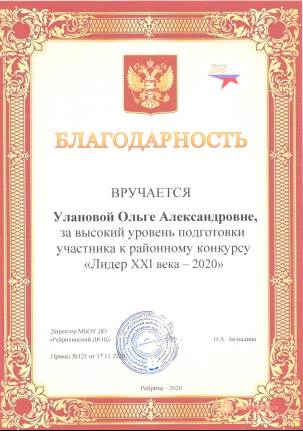 БЛАГОДАРНОСТЬ
ВРУЧАЕТСЯ
Улановой Ольге Александровне,
за высокий уровень подготовки
участника к районному конкурсу
«Лидер XXI века – 2020»
Директор МБОУ ДО
«Ребрихинский ДЮЦ»
Н.А. Безпалина
Приказ №121 от 17.11.2020
Ребриха – 2020